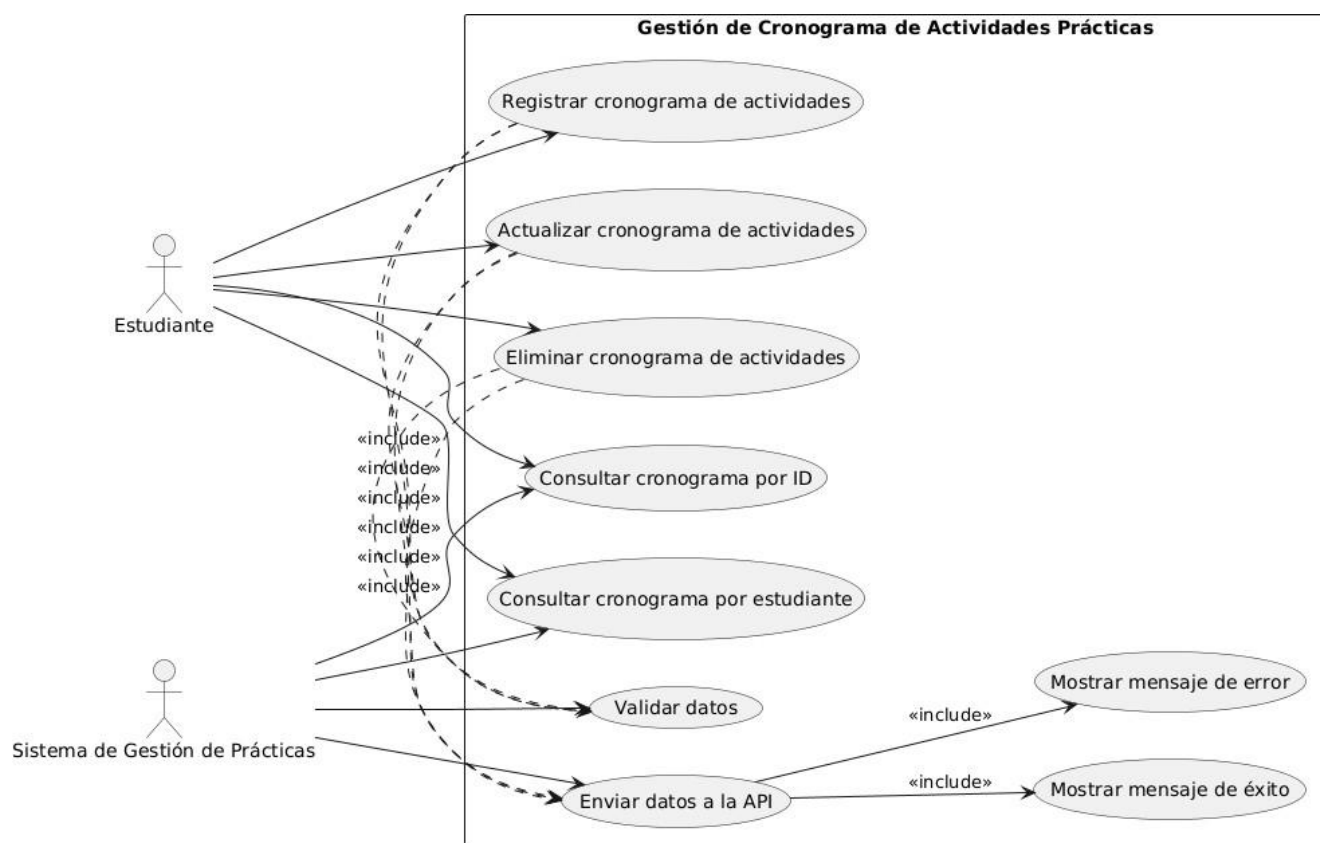 Gestión de Cronograma de Actividades Prácticas
Registrar cronograma de actividades
Actualizar cronograma de actividades
Estudiante
Eliminar cronograma de actividades
«include»
«include»
«include»
«include»
«include»
«include»
Consultar cronograma por ID
Consultar cronograma por estudiante
Sistema de Gestión de Prácticas
Validar datos
Enviar datos a la API
«include»
Mostrar mensaje de error
«include»
Mostrar mensaje de éxito